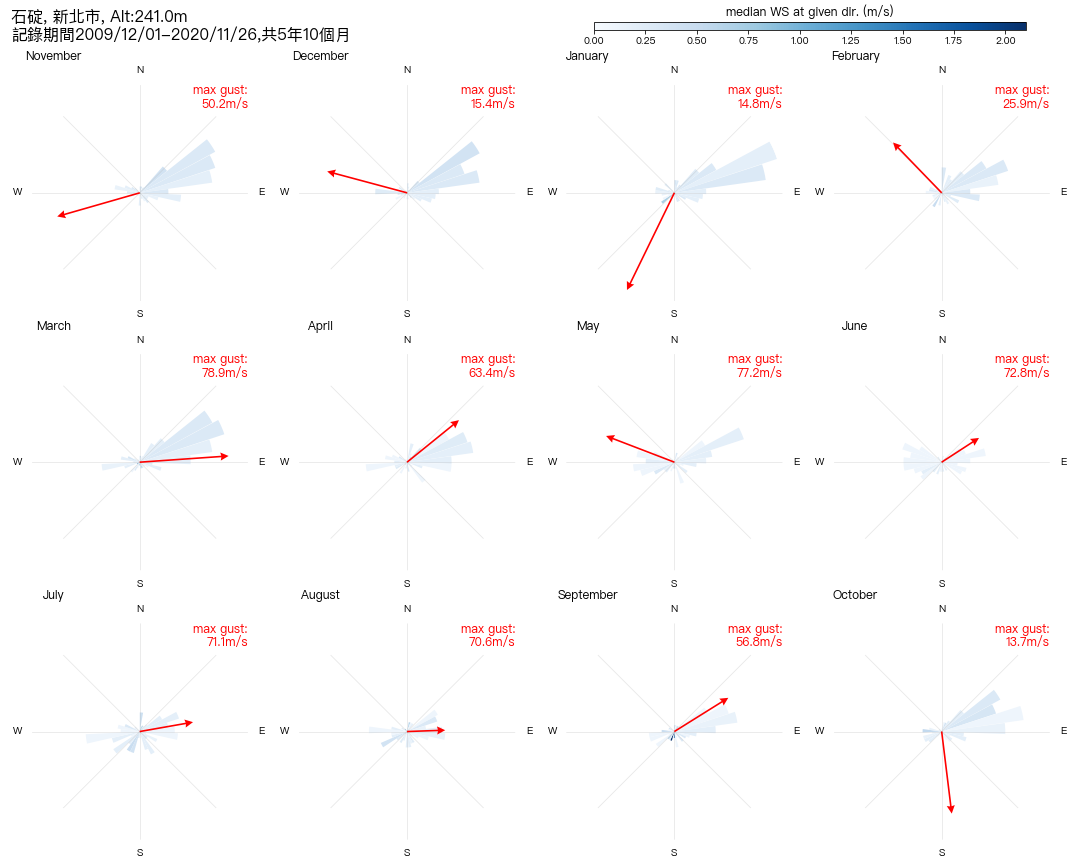 石碇, 新北市, Alt:241.0m
記錄期間2009/12/01–2020/11/26,共5年10個月
median WS at given dir. (m/s)
0.00 0.25 0.50 0.75 1.00 1.25 1.50 1.75 2.00
November
N
max gust:
50.2m/s
W
E
S
December
N
max gust:
15.4m/s
W
E
S
January
N
max gust:
14.8m/s
W
E
S
February
N
max gust:
25.9m/s
W
E
S
March
N
max gust:
78.9m/s
W
E
S
April
N
max gust:
63.4m/s
W
E
S
May
N
max gust:
77.2m/s
W
E
S
June
N
max gust:
72.8m/s
W
E
S
July
N
max gust:
71.1m/s
W
E
S
August
N
max gust:
70.6m/s
W
E
S
September
N
max gust:
56.8m/s
W
E
S
October
N
max gust:
13.7m/s
W
E
S